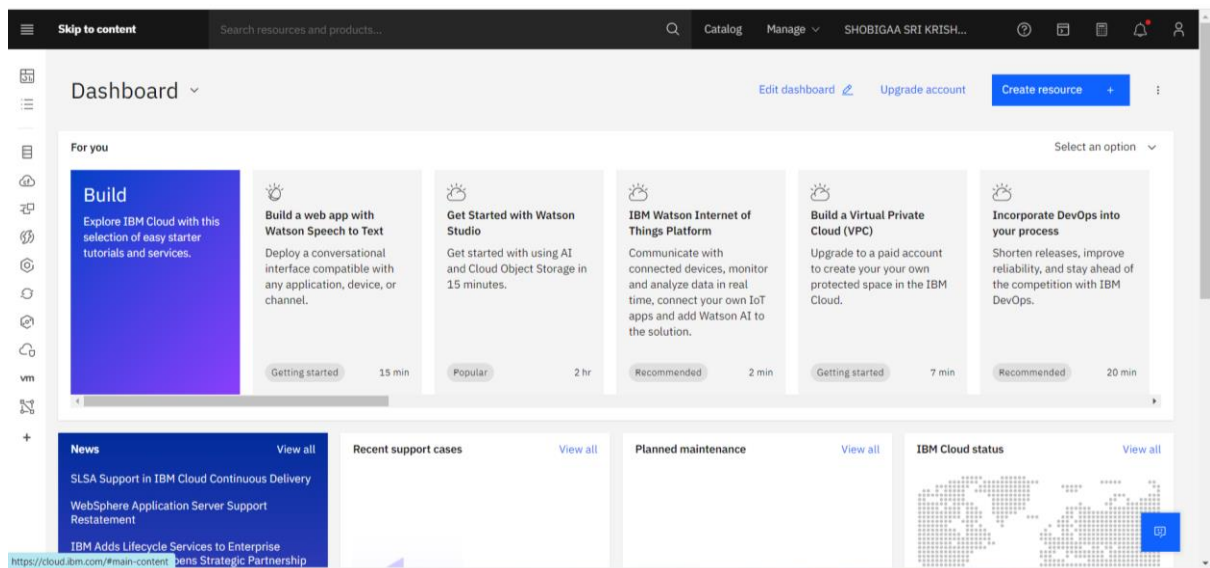 Skip to content
Search resources and products...
Catalog
Manage
SHOBIGAA SRI KRISH...
Dashboard
Edit dashboard
Upgrade account
Create resource +
For you
Select an option
Build
Explore IBM Cloud with this
selection of easy starter
tutorials and services.
Build a web app with
Watson Speech to Text
Deploy a conversational
interface compatible with
any application, device, or
channel.
Getting started 15 min
Get Started with Watson
Studio
Get started with using AI
and Cloud Object Storage in
15 minutes.
Popular 2 hr
IBM Watson Internet of
Things Platform
Communicate with
connected devices, monitor
and analyze data in real
time, connect your own IoT
apps and add Watson AI to
the solution.
Recommended 2 min
Build a Virtual Private
Cloud (VPC)
Upgrade to a paid account
to create your your own
protected space in the IBM
Cloud.
Getting started 7 min
Incorporate DevOps into
your process
Shorten releases, improve
reliability, and stay ahead of
the competition with IBM
DevOps.
Recommended 20 min
vm
News View all
SLSA Support in IBM Cloud Continuous Delivery
WebSphere Application Server Support
Restatement
IBM Adds Lifecycle Services to Enterprise
pens Strategic Partnership
Recent support cases View all
Planned maintenance View all
IBM Cloud status View all
https://cloud.ibm.com/#main-content